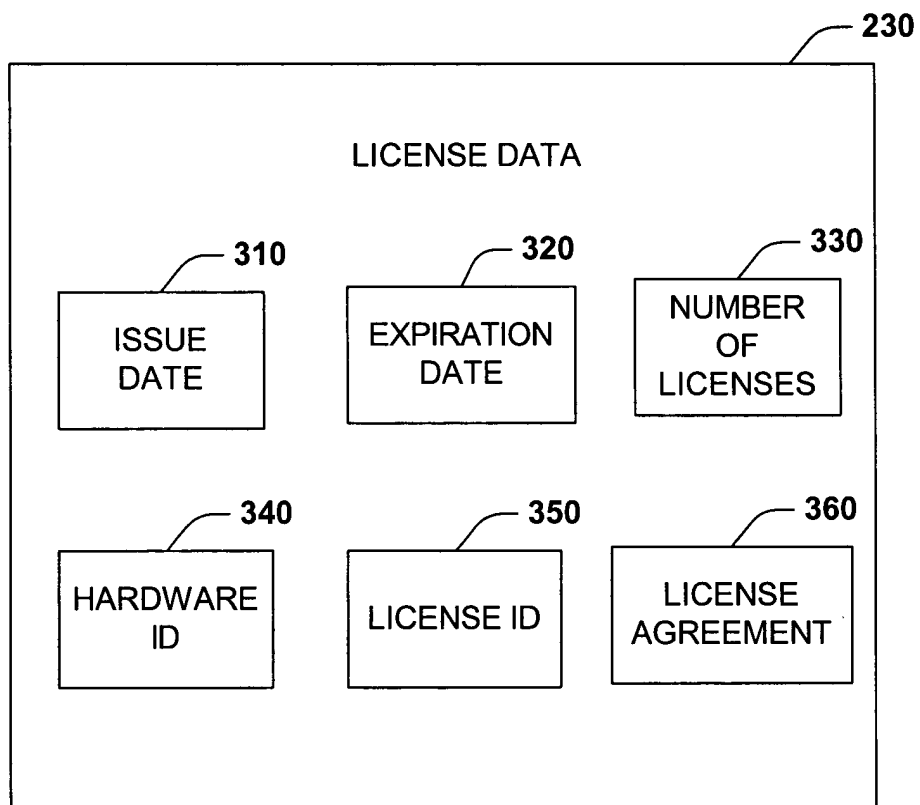 230
LICENSE DATA
310
320
330
ISSUE
DATE
EXPIRATION
DATE
NUMBER
OF
LICENSES
340
350
360
HARDWARE
ID
LICENSE ID
LICENSE
AGREEMENT